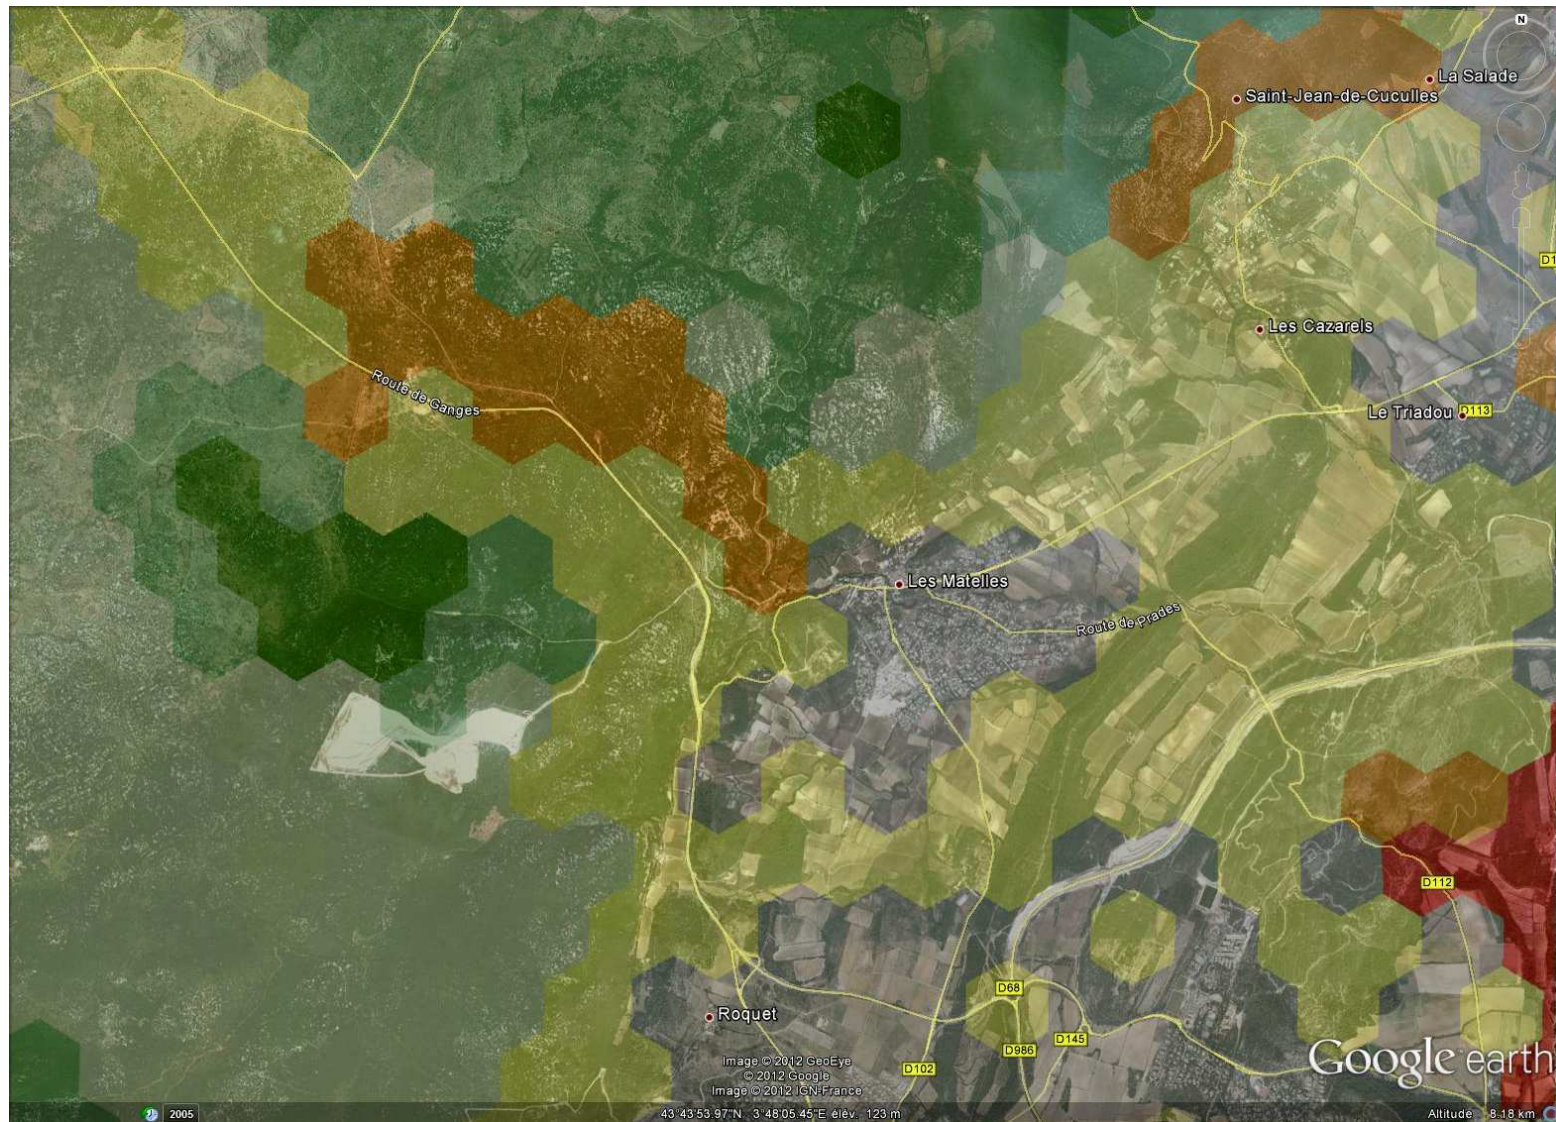 N
La Salade
Saint-Jean-de-Cuculles
D1
Les Cazarels
Route de Ganges
Le Triadou
D113
Les Matelles
Route de Prades
D112
D68
Roquet
D986
D145
D102
Image © 2012 GeoEye
© 2012 Google
Image © 2012 IGN-France
Google earth
2005
43°43'53.97"N 3°48'05.45"E élév. 123 m
Altitude 8.18 km